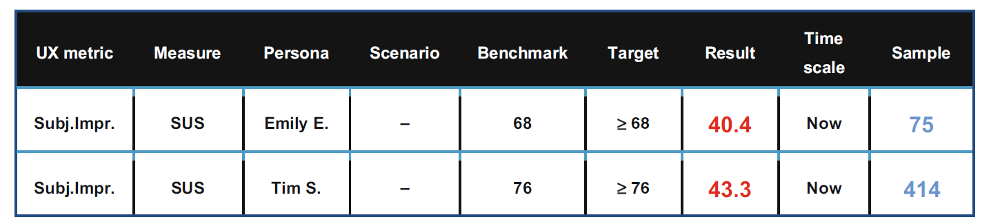 UX metric Measure Persona Scenario Benchmark Target Result Time scale Sample
Subj.Impr. SUS Emily E. – 68 ≥ 68 40.4 Now 75
Subj.Impr. SUS Tim S. – 76 ≥ 76 43.3 Now 414